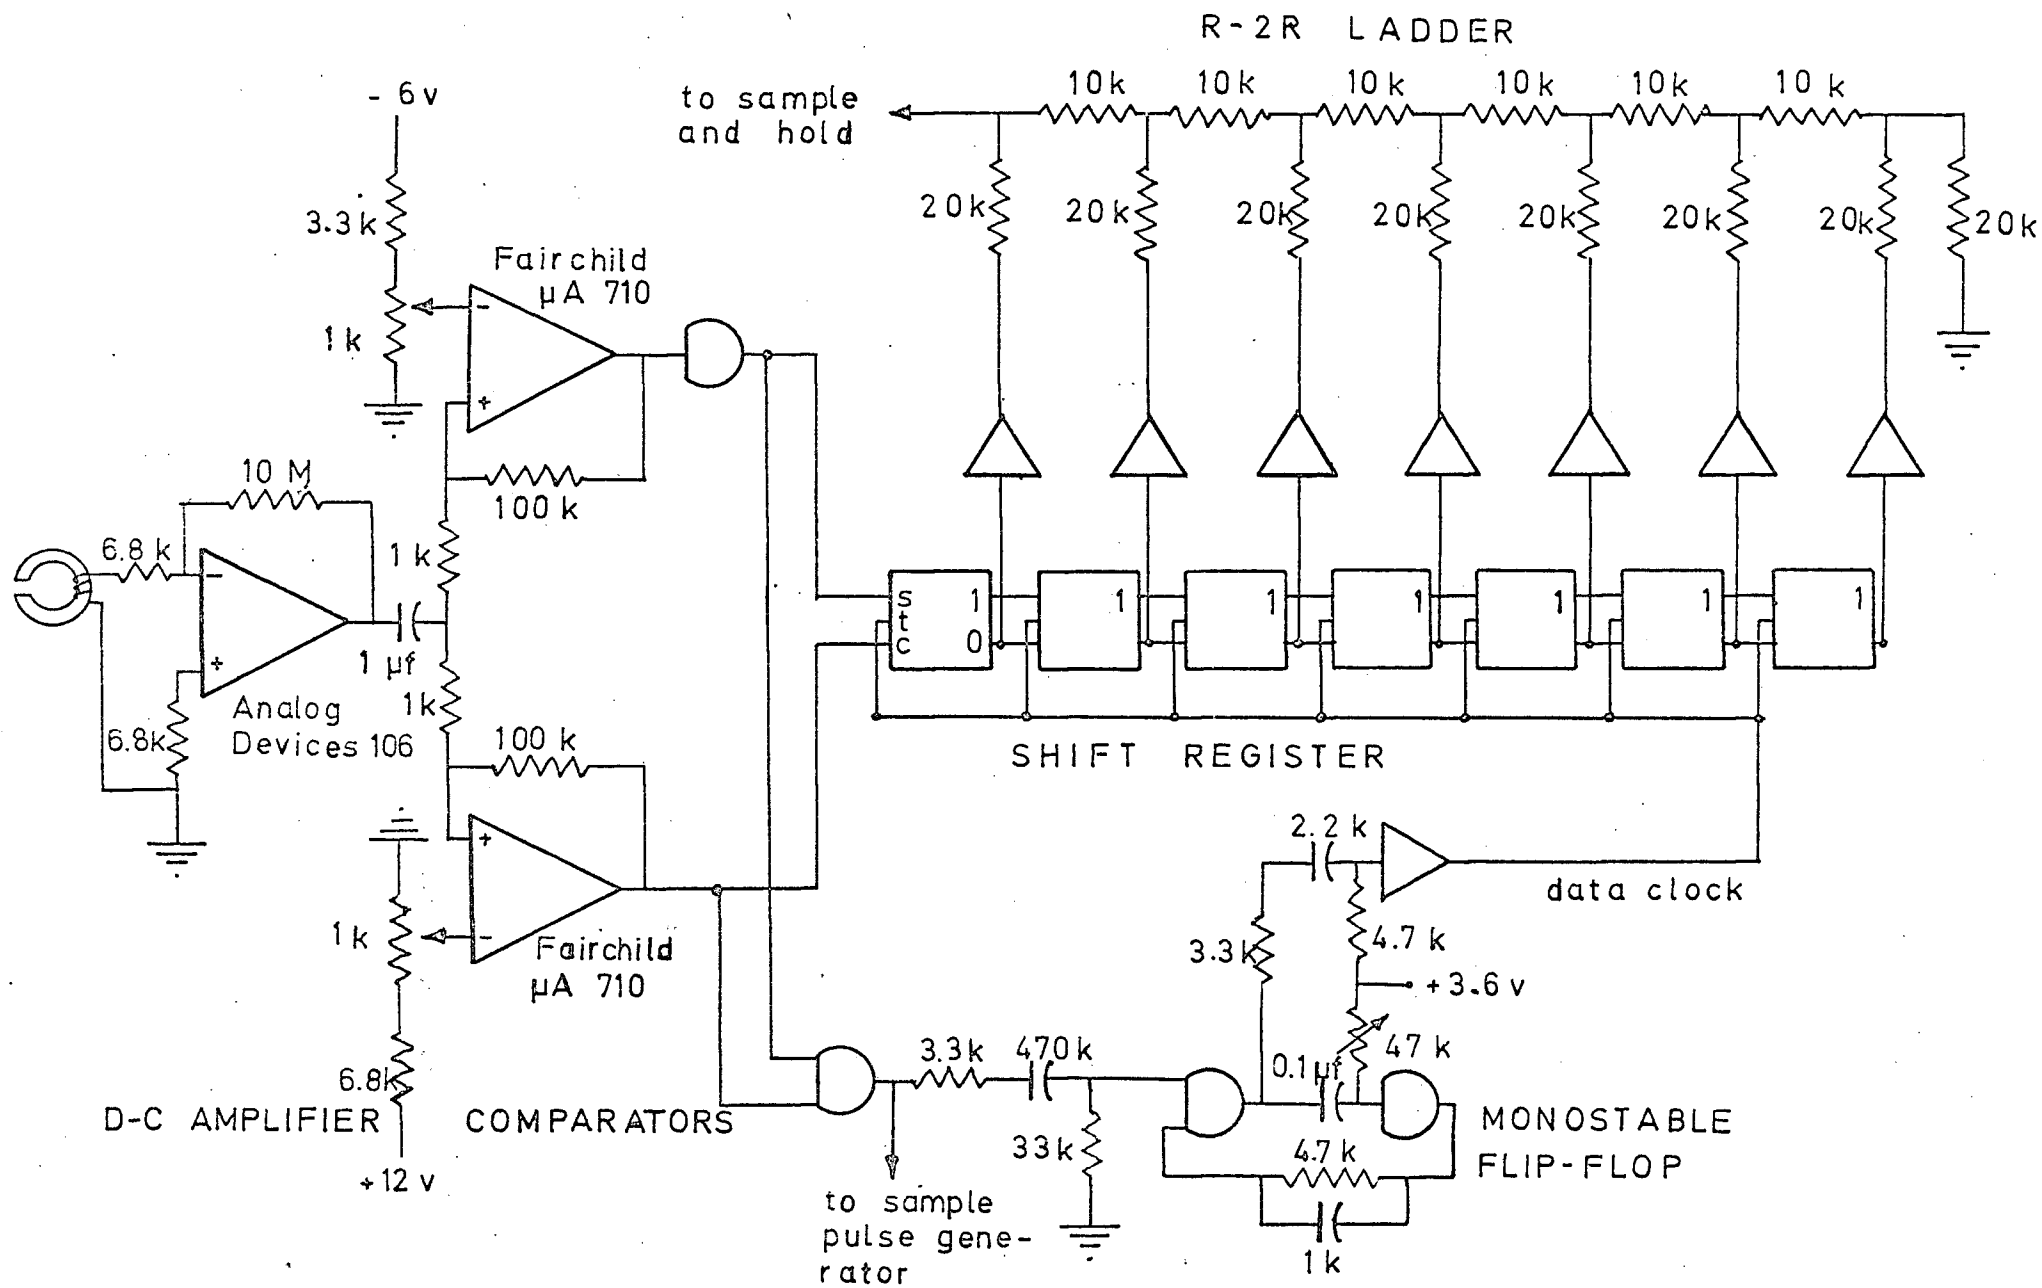 R-2R LADDER
10k 10k 10k 10k 10k 10k
to sample
and hold
- 6v
3.3k
20k 20k 20k 20k 20k 20k 20k 20k
Fairchild
µA 710
-
1k
+
10 M
100 k
6.8k
1k
-
+
1 µf
s 1
t
c 0
1
1
1
1
1
1
1k
Analog
Devices 106
6.8k
100 k
SHIFT REGISTER
2.2 k
+
data clock
1k
-
Fairchild
µA 710
3.3k
4.7 k
+3.6 v
47 k
0.1 µf
3.3k
470k
6.8k
D-C AMPLIFIER
COMPARATORS
33k
4.7 k
MONOSTABLE
FLIP-FLOP
+12 v
to sample
pulse gene-
rator
1k